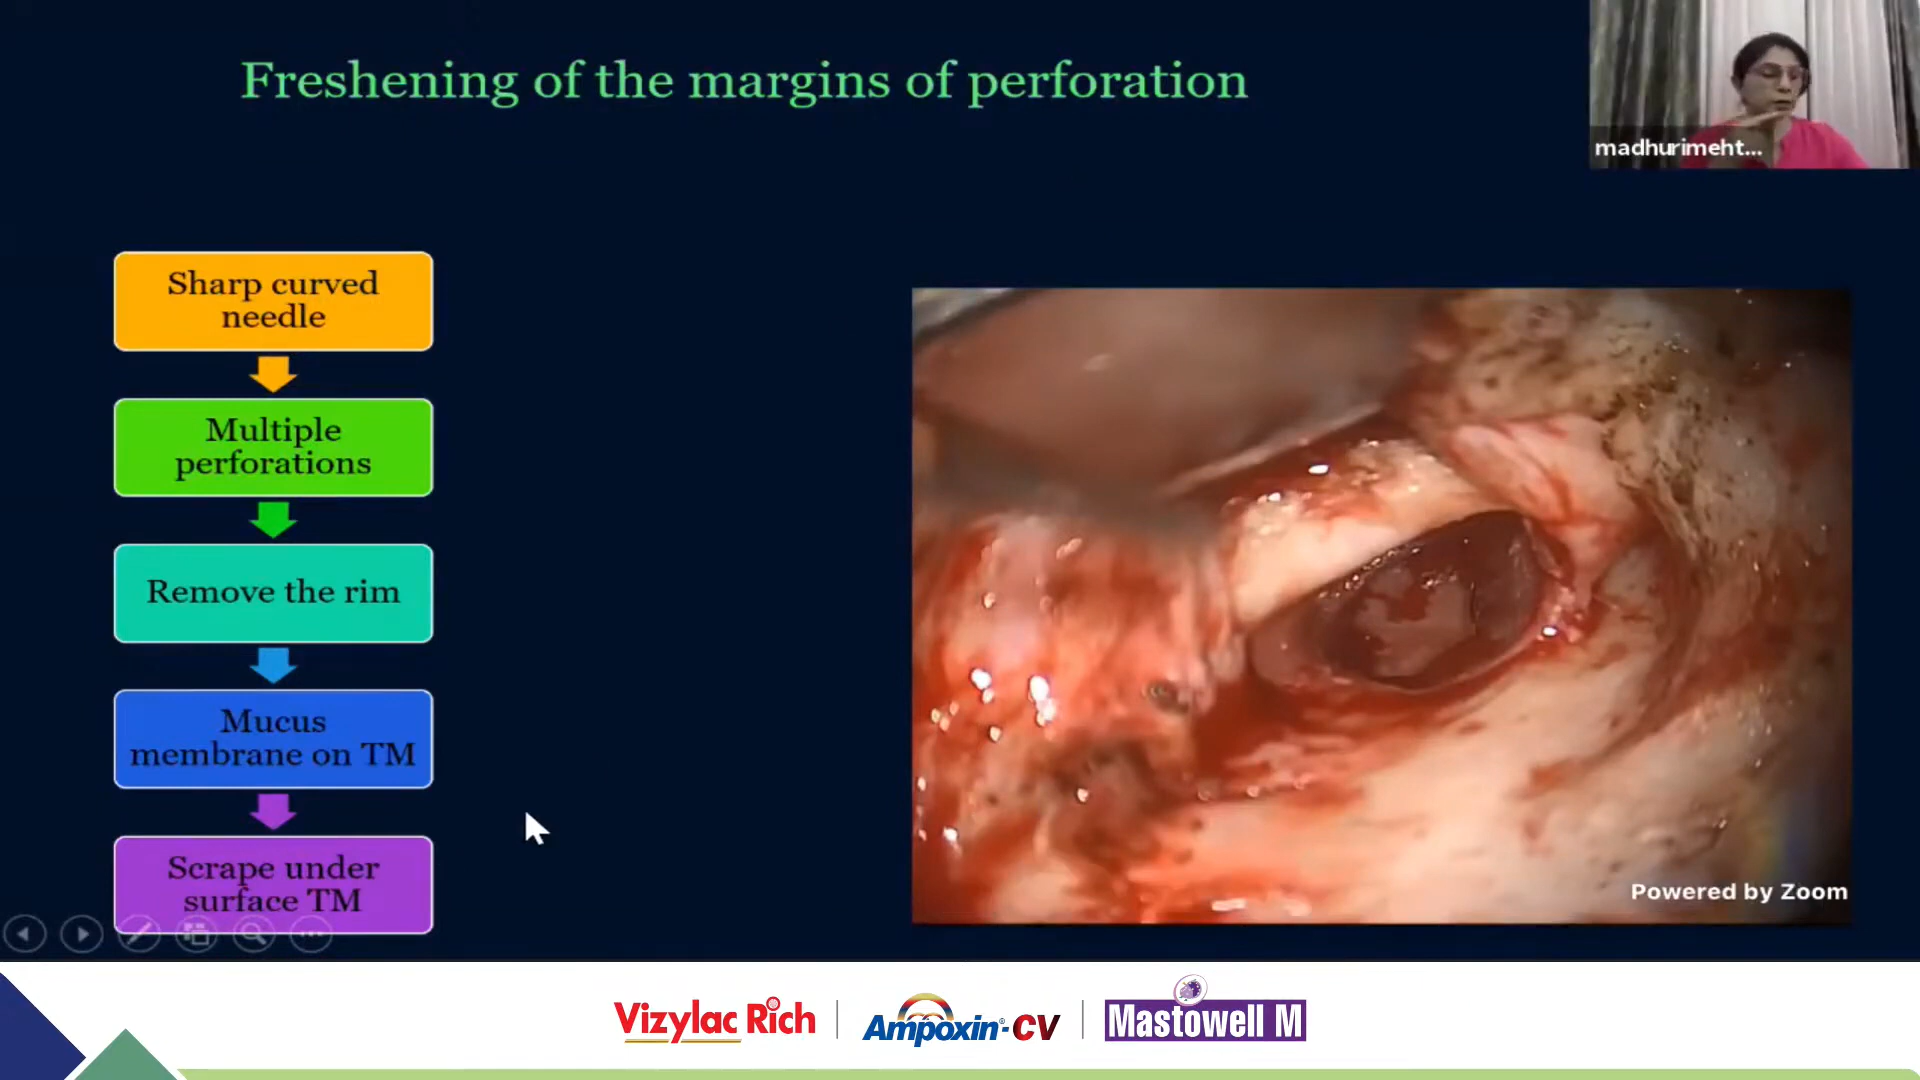 Freshening of the margins of perforation
madhurimeht...
Sharp curved
needle
Multiple
perforations
Remove the rim
Mucus
membrane on TM
Scrape under
surface TM
Powered by Zoom
Vizylac Rich
Ampoxin®-CV
Mastowell M